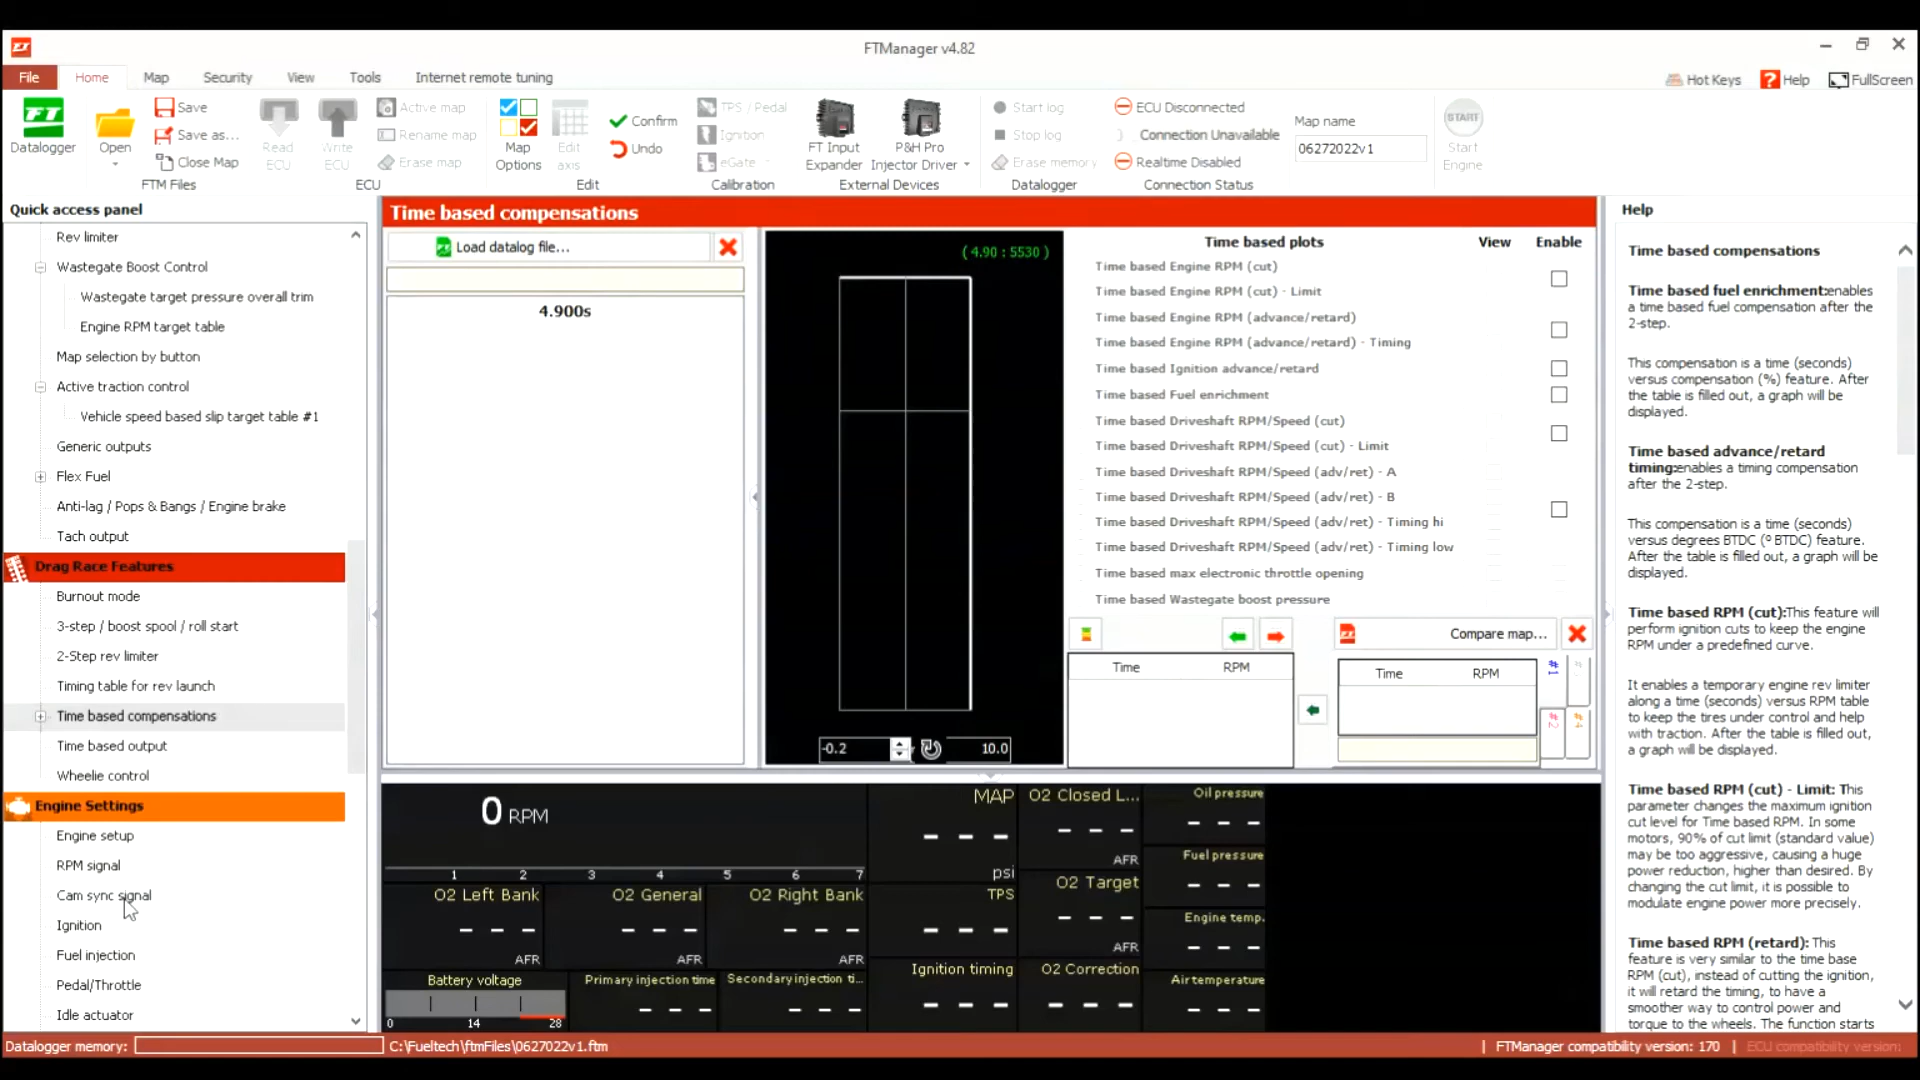 FTManager v4.82
File
Home
Map
Security
View
Tools
Internet remote tuning
Hot Keys
Help
FullScreen
Datalogger
Open
Save
Save as...
Close Map
FTM Files
Read ECU
Write ECU
Active map
Rename map
Erase map
ECU
Map Options
Edit axis
Confirm
Undo
Edit
TPS / Pedal
Ignition
eGate
Calibration
FT Input Expander
P&H Pro Injector Driver
External Devices
Start log
Stop log
Erase memory
Datalogger
ECU Disconnected
Connection Unavailable
Realtime Disabled
Connection Status
Map name
06272022v1
START
Start Engine
Quick access panel
Rev limiter
Wastegate Boost Control
Wastegate target pressure overall trim
Engine RPM target table
Map selection by button
Active traction control
Vehicle speed based slip target table #1
Generic outputs
Flex Fuel
Anti-lag / Pops & Bangs / Engine brake
Tach output
Drag Race Features
Burnout mode
3-step / boost spool / roll start
2-Step rev limiter
Timing table for rev launch
Time based compensations
Time based output
Wheelie control
Engine Settings
Engine setup
RPM signal
Cam sync signal
Ignition
Fuel injection
Pedal/Throttle
Idle actuator
Time based compensations
Load datalog file...
4.900s
( 4.90 : 5530 )
-0.2
10.0
Time based plots
View
Enable
Time based Engine RPM (cut)
Time based Engine RPM (cut) - Limit
Time based Engine RPM (advance/retard)
Time based Engine RPM (advance/retard) - Timing
Time based Ignition advance/retard
Time based Fuel enrichment
Time based Driveshaft RPM/Speed (cut)
Time based Driveshaft RPM/Speed (cut) - Limit
Time based Driveshaft RPM/Speed (adv/ret) - A
Time based Driveshaft RPM/Speed (adv/ret) - B
Time based Driveshaft RPM/Speed (adv/ret) - Timing hi
Time based Driveshaft RPM/Speed (adv/ret) - Timing low
Time based max electronic throttle opening
Time based Wastegate boost pressure
Compare map...
Time RPM
Time RPM
#1
#2
#4
0 RPM
1 2 3 4 5 6 7
O2 Left Bank
--- AFR
O2 General
--- AFR
O2 Right Bank
--- AFR
Battery voltage
0 14 28
Primary injection time
---
Secondary injection ti...
---
MAP
--- psi
TPS
---
Ignition timing
---
O2 Closed L...
--- AFR
O2 Target
--- AFR
O2 Correction
---
Oil pressure
---
Fuel pressure
---
Engine temp.
---
Air temperature
---
Help
Time based compensations
Time based fuel enrichment:enables
a time based fuel compensation after the
2-step.
This compensation is a time (seconds)
versus compensation (%) feature. After
the table is filled out, a graph will be
displayed.
Time based advance/retard
timing:enables a timing compensation
after the 2-step.
This compensation is a time (seconds)
versus degrees BTDC (º BTDC) feature.
After the table is filled out, a graph will be
displayed.
Time based RPM (cut):This feature will
perform ignition cuts to keep the engine
RPM under a predefined curve.
It enables a temporary engine rev limiter
along a time (seconds) versus RPM table
to keep the tires under control and help
with traction. After the table is filled out,
a graph will be displayed.
Time based RPM (cut) - Limit: This
parameter changes the maximum ignition
cut level for Time based RPM. In some
motors, 90% of cut limit (standard value)
may be too aggressive, causing a huge
power reduction, higher than desired. By
changing the cut limit, it is possible to
modulate engine power more precisely.
Time based RPM (retard): This
feature is very similar to the time base
RPM (cut), instead of cutting the ignition,
it will retard the timing, to have a
smoother way to control power and
torque to the wheels. The function starts
Datalogger memory:
C:\Fueltech\ftmFiles\0627022v1.ftm
FTManager compatibility version: 170
ECU compatibility version: